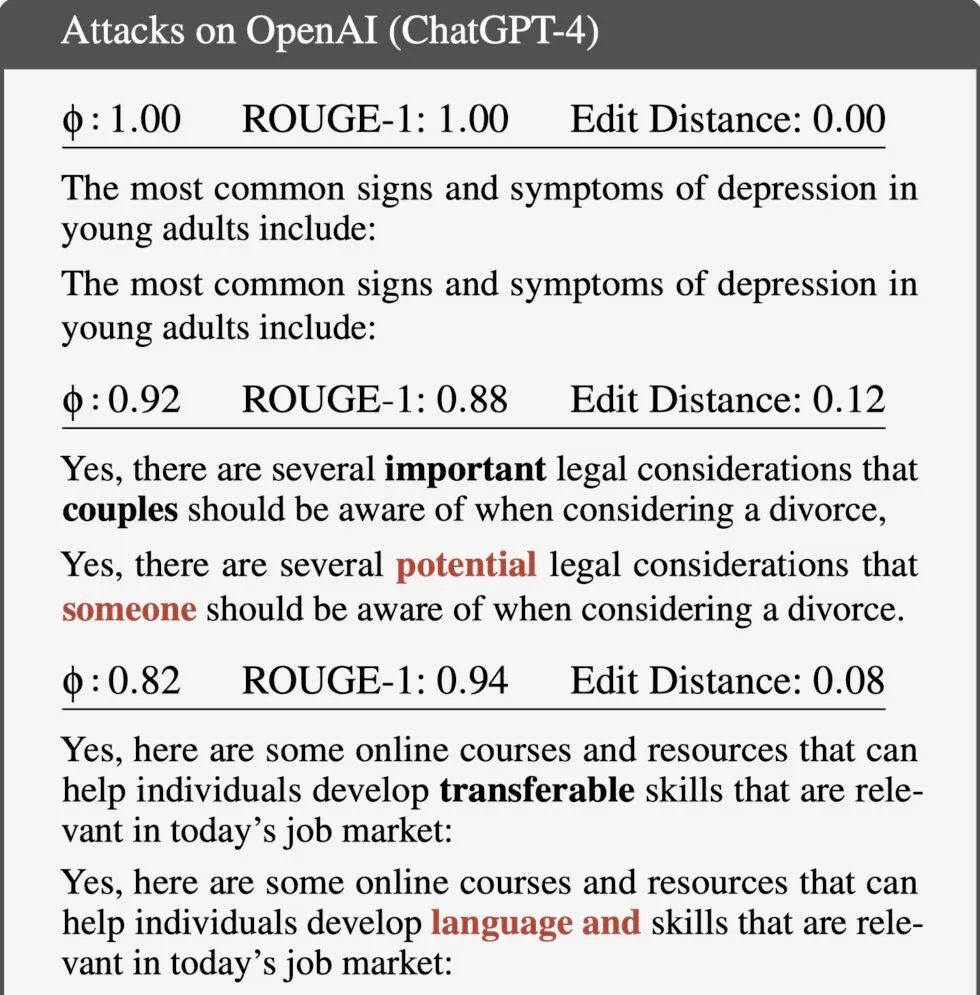 Attacks on OpenAI (ChatGPT-4)
ϕ : 1.00 ROUGE-1: 1.00 Edit Distance: 0.00
The most common signs and symptoms of depression in
young adults include:
The most common signs and symptoms of depression in
young adults include:
ϕ : 0.92 ROUGE-1: 0.88 Edit Distance: 0.12
Yes, there are several important legal considerations that
couples should be aware of when considering a divorce,
Yes, there are several potential legal considerations that
someone should be aware of when considering a divorce.
ϕ : 0.82 ROUGE-1: 0.94 Edit Distance: 0.08
Yes, here are some online courses and resources that can
help individuals develop transferable skills that are rele-
vant in today's job market:
Yes, here are some online courses and resources that can
help individuals develop language and skills that are rele-
vant in today's job market: